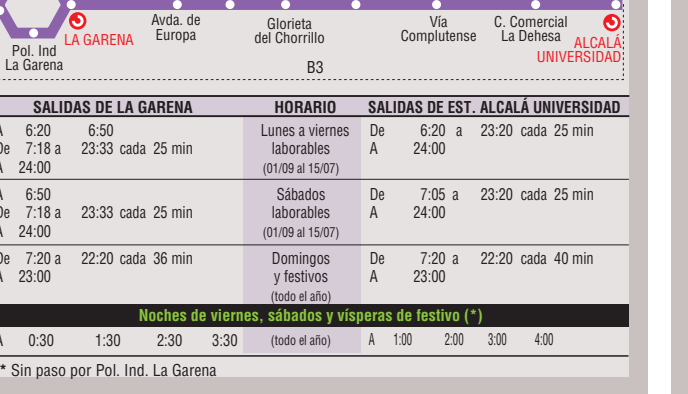 Pol. Ind
La Garena
LA GARENA
Avda. de
Europa
Glorieta
del Chorrillo
Vía
Complutense
C. Comercial
La Dehesa
ALCALÁ
UNIVERSIDAD
B3
SALIDAS DE LA GARENA HORARIO SALIDAS DE EST. ALCALÁ UNIVERSIDAD
A 6:20 6:50 Lunes a viernes De 6:20 a 23:20 cada 25 min
De 7:18 a 23:33 cada 25 min laborables A 24:00
A 24:00 (01/09 al 15/07)
A 6:50 Sábados De 7:05 a 23:20 cada 25 min
De 7:18 a 23:33 cada 25 min laborables A 24:00
A 24:00 (01/09 al 15/07)
De 7:20 a 22:20 cada 36 min Domingos De 7:20 a 22:20 cada 40 min
A 23:00 y festivos A 23:00
(todo el año)
Noches de viernes, sábados y vísperas de festivo (*)
A 0:30 1:30 2:30 3:30 (todo el año) A 1:00 2:00 3:00 4:00
* Sin paso por Pol. Ind. La Garena